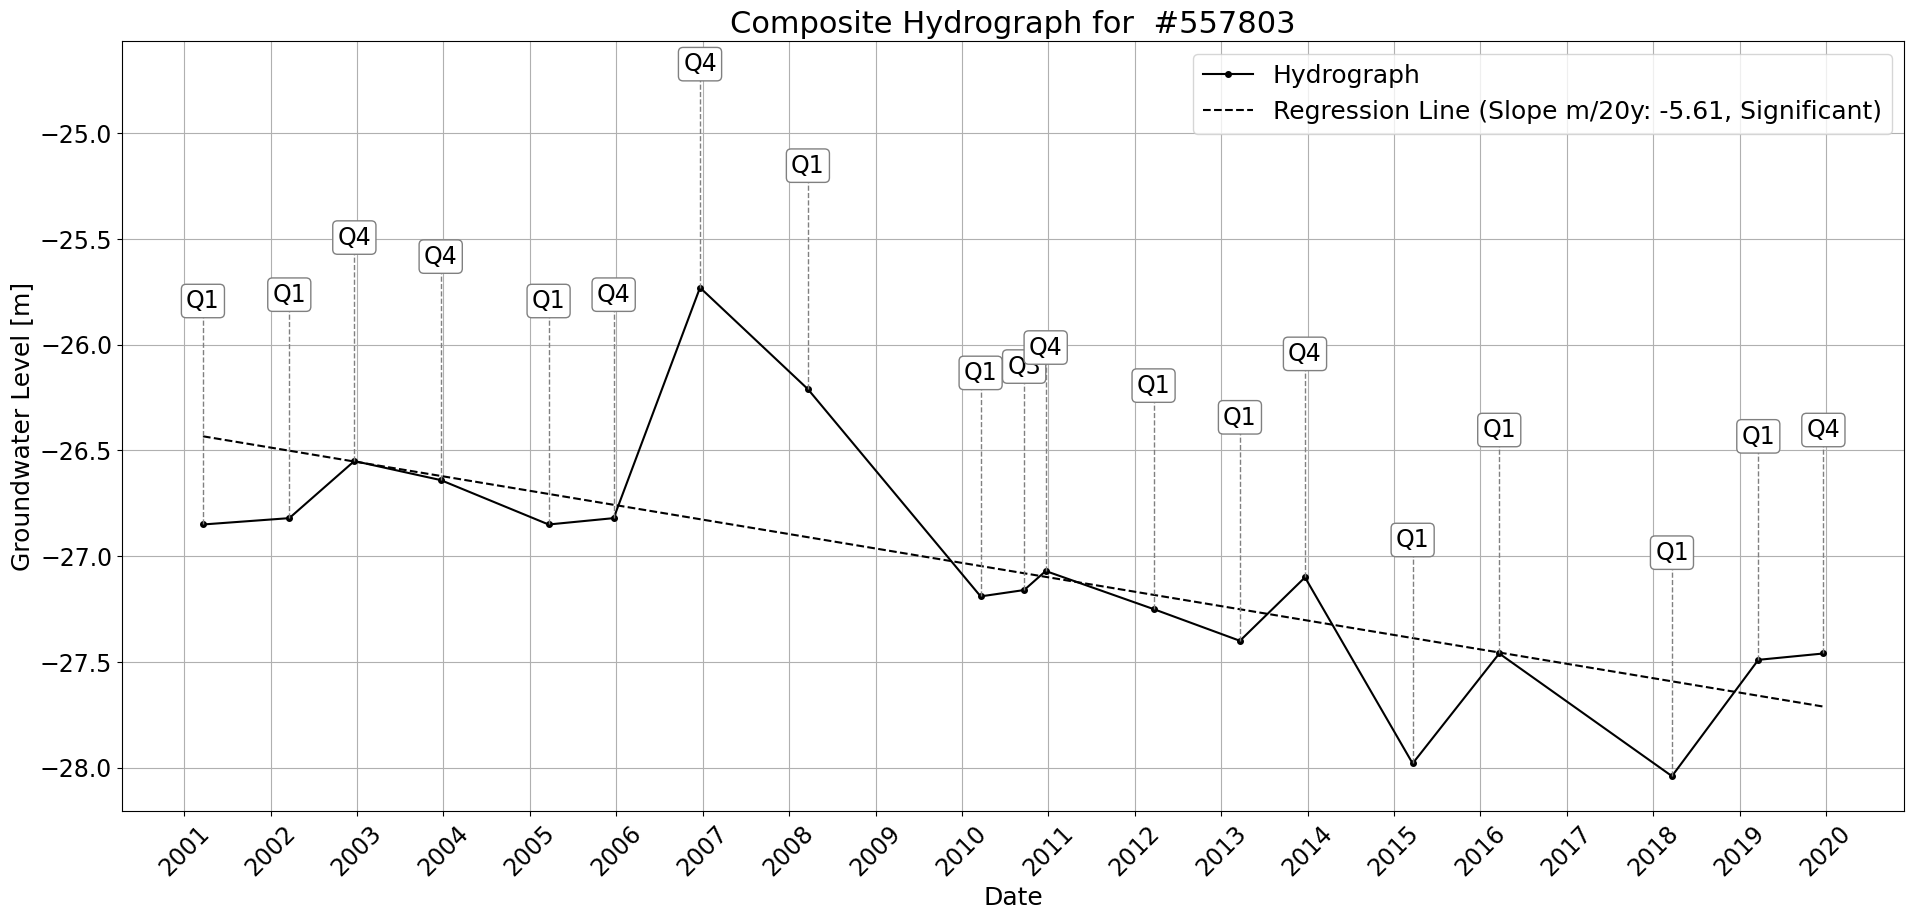 Composite Hydrograph for  #557803
Hydrograph
Regression Line (Slope m/20y: -5.61, Significant)
Groundwater Level [m]
−25.0
−25.5
−26.0
−26.5
−27.0
−27.5
−28.0
Q1
Q1
Q4
Q4
Q1
Q4
Q4
Q1
Q1
Q3
Q4
Q1
Q1
Q4
Q1
Q1
Q1
Q1
Q4
2001
2002
2003
2004
2005
2006
2007
2008
2009
2010
2011
2012
2013
2014
2015
2016
2017
2018
2019
2020
Date